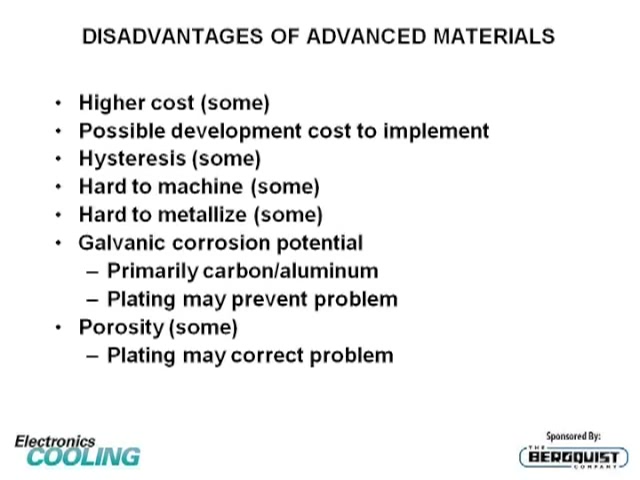 DISADVANTAGES OF ADVANCED MATERIALS
• Higher cost (some)
• Possible development cost to implement
• Hysteresis (some)
• Hard to machine (some)
• Hard to metallize (some)
• Galvanic corrosion potential
– Primarily carbon/aluminum
– Plating may prevent problem
• Porosity (some)
– Plating may correct problem
Electronics
COOLING
Sponsored By:
THE
BERGQUIST
COMPANY